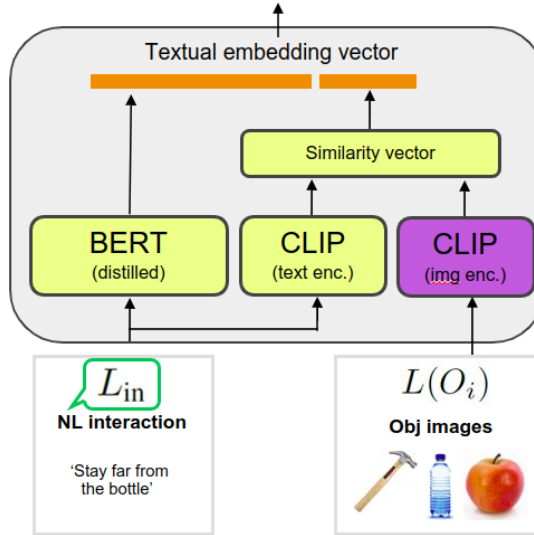 Textual embedding vector
Similarity vector
BERT
(distilled)
CLIP
(text enc.)
CLIP
(img enc.)
L_in
NL interaction
'Stay far from
the bottle'
L(O_i)
Obj images